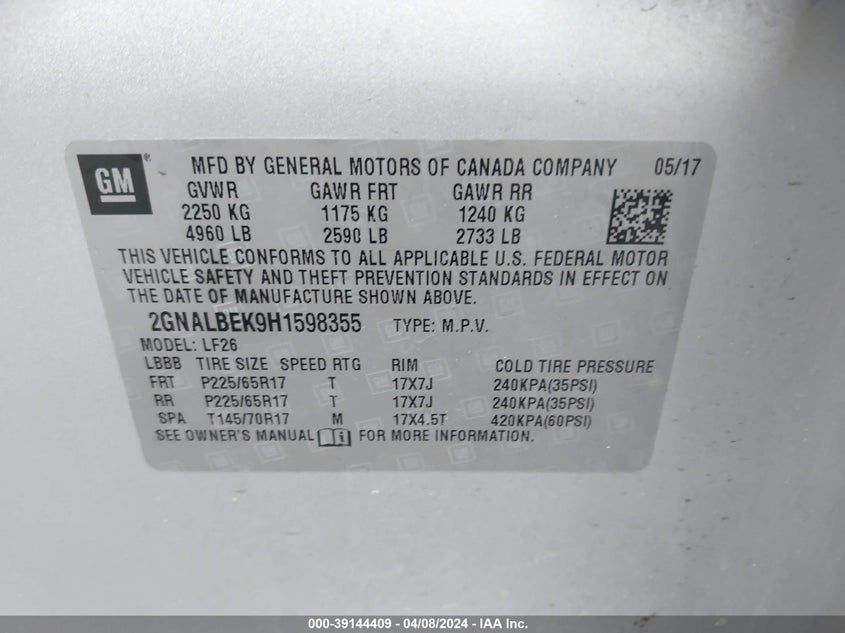 GM ® MFD BY GENERAL MOTORS OF CANADA COMPANY 05/17
GVWR GAWR FRT GAWR RR
2250 KG 1175 KG 1240 KG
4960 LB 2590 LB 2733 LB
THIS VEHICLE CONFORMS TO ALL APPLICABLE U.S. FEDERAL MOTOR
VEHICLE SAFETY AND THEFT PREVENTION STANDARDS IN EFFECT ON
THE DATE OF MANUFACTURE SHOWN ABOVE.
2GNALBEK9H1598355 TYPE: M.P.V.
MODEL: LF26
LBBB TIRE SIZE SPEED RTG RIM COLD TIRE PRESSURE
FRT P225/65R17 T 17X7J 240KPA(35PSI)
RR P225/65R17 T 17X7J 240KPA(35PSI)
SPA T145/70R17 M 17X4.5T 420KPA(60PSI)
SEE OWNER'S MANUAL FOR MORE INFORMATION.
000-39144409 - 04/08/2024 - IAA Inc.